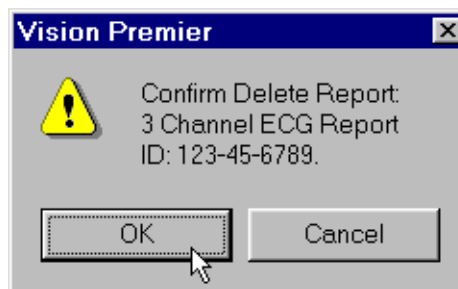 Vision Premier
Confirm Delete Report:
3 Channel ECG Report
ID: 123-45-6789.
OK
Cancel